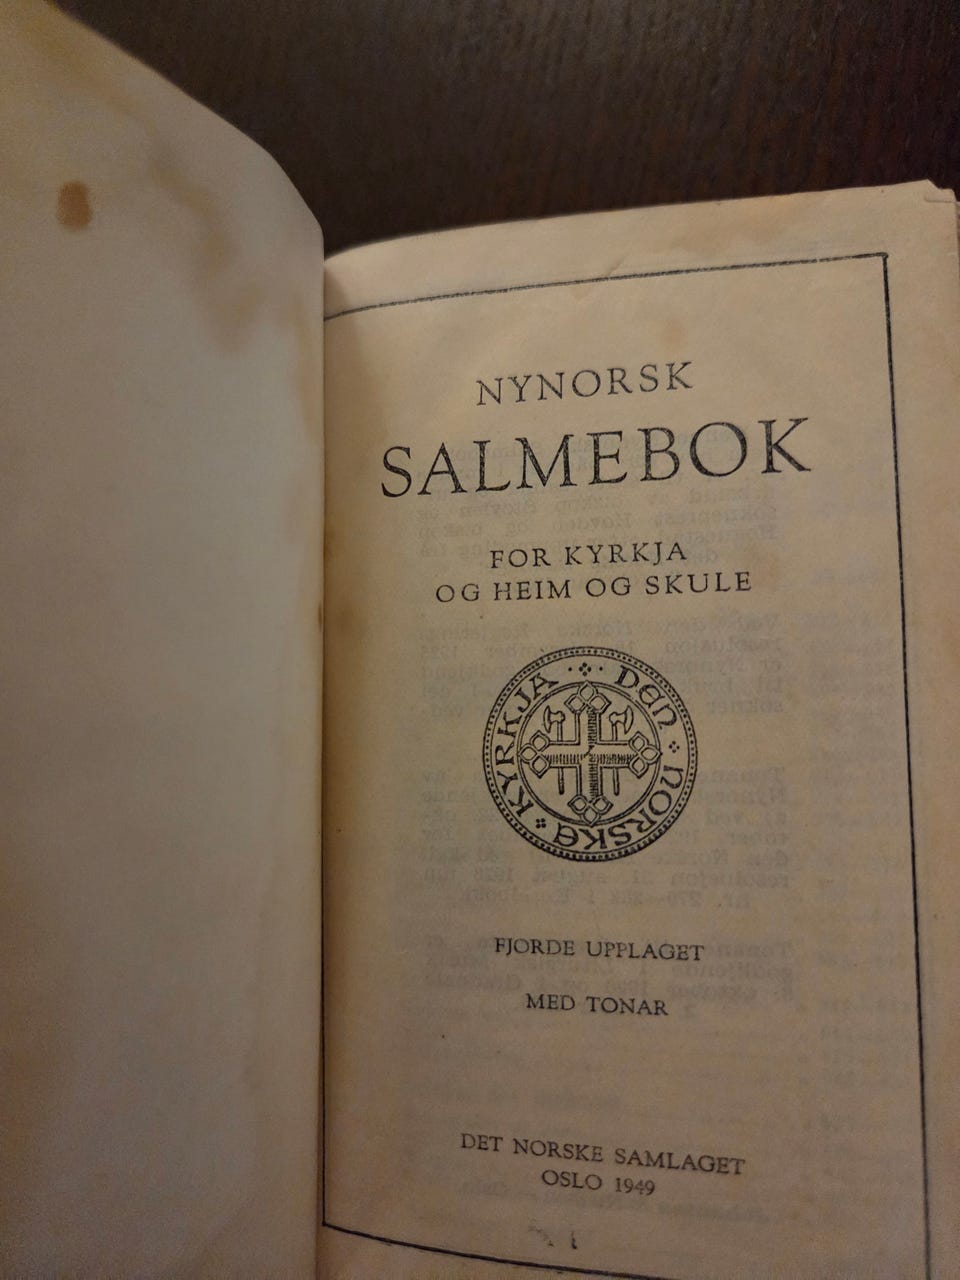 NYNORSK
SALMEBOK
FOR KYRKJA
OG HEIM OG SKULE
DEN NORSKE KYRKJA
FJORDE UPPLAGET
MED TONAR
DET NORSKE SAMLAGET
OSLO 1949